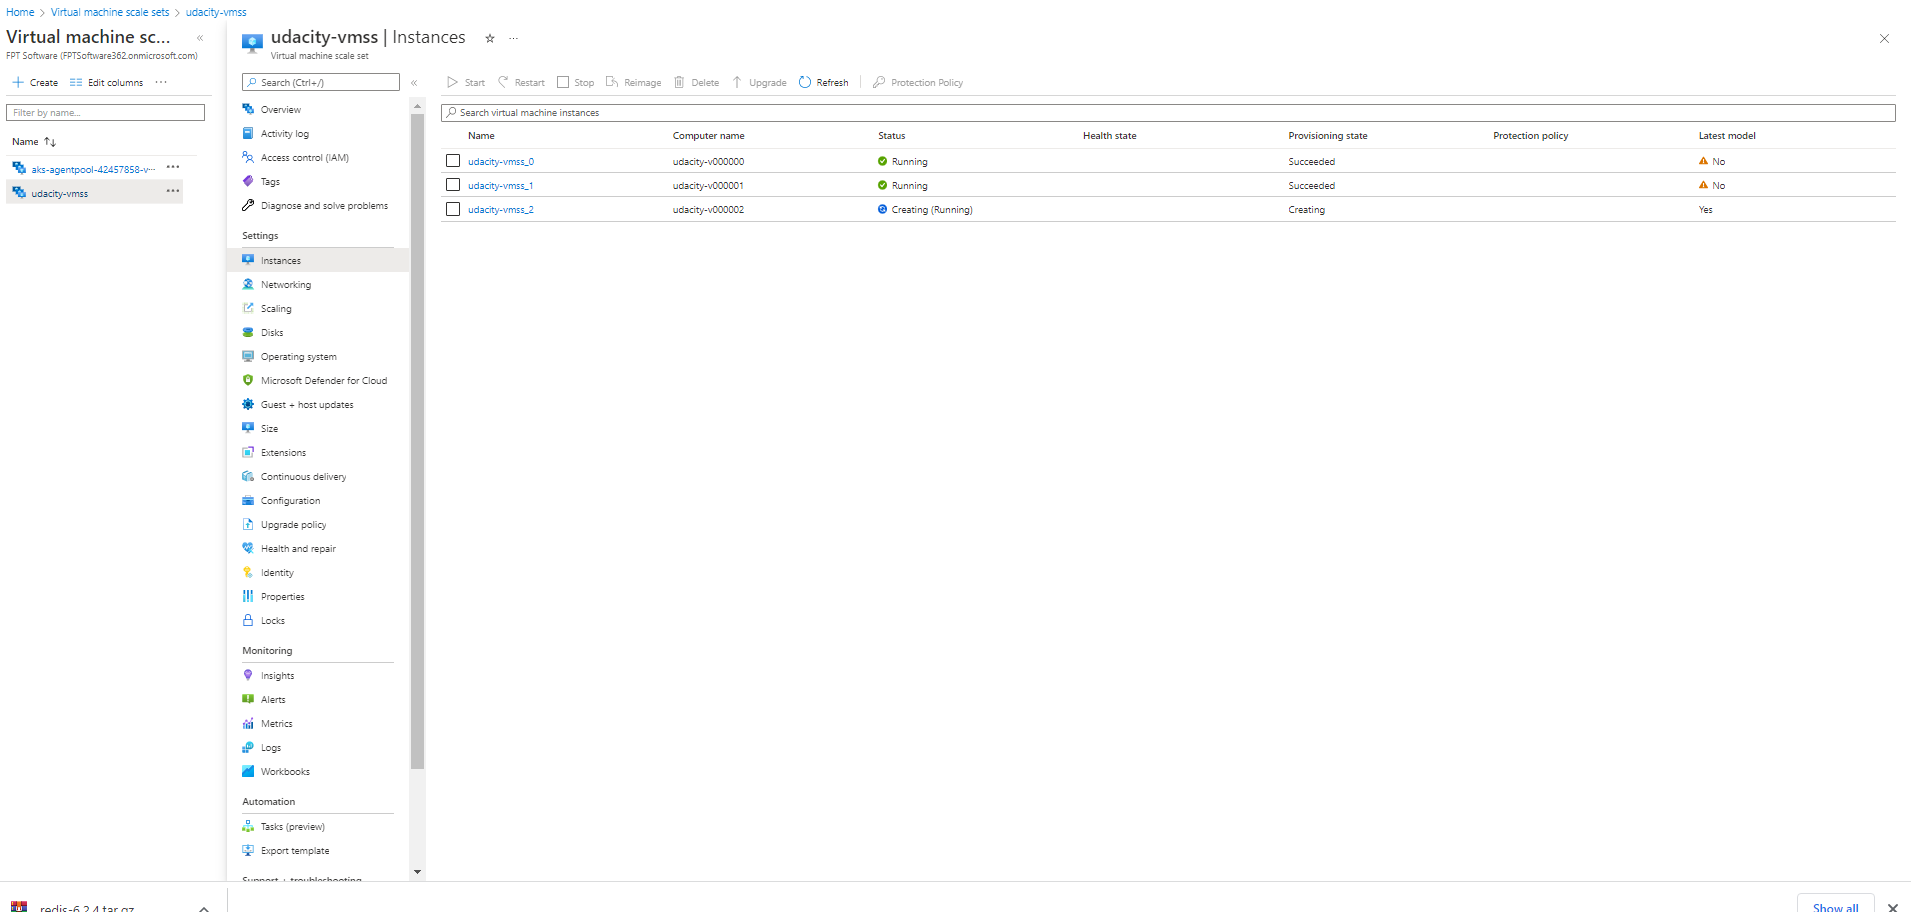 Home > Virtual machine scale sets > udacity-vmss
Virtual machine sc...
FPT Software (FPTSoftware362.onmicrosoft.com)
Create Edit columns ...
Filter by name...
Name
aks-agentpool-42457858-v...
udacity-vmss
udacity-vmss | Instances
Virtual machine scale set
Search (Ctrl+/)
Overview
Activity log
Access control (IAM)
Tags
Diagnose and solve problems
Settings
Instances
Networking
Scaling
Disks
Operating system
Microsoft Defender for Cloud
Guest + host updates
Size
Extensions
Continuous delivery
Configuration
Upgrade policy
Health and repair
Identity
Properties
Locks
Monitoring
Insights
Alerts
Metrics
Logs
Workbooks
Automation
Tasks (preview)
Export template
Support + troubleshooting
Start Restart Stop Reimage Delete Upgrade Refresh Protection Policy
Search virtual machine instances
Name Computer name Status Health state Provisioning state Protection policy Latest model
udacity-vmss_0 udacity-v000000 Running Succeeded No
udacity-vmss_1 udacity-v000001 Running Succeeded No
udacity-vmss_2 udacity-v000002 Creating (Running) Creating Yes
redis-6.2.4.tar.gz
Show all